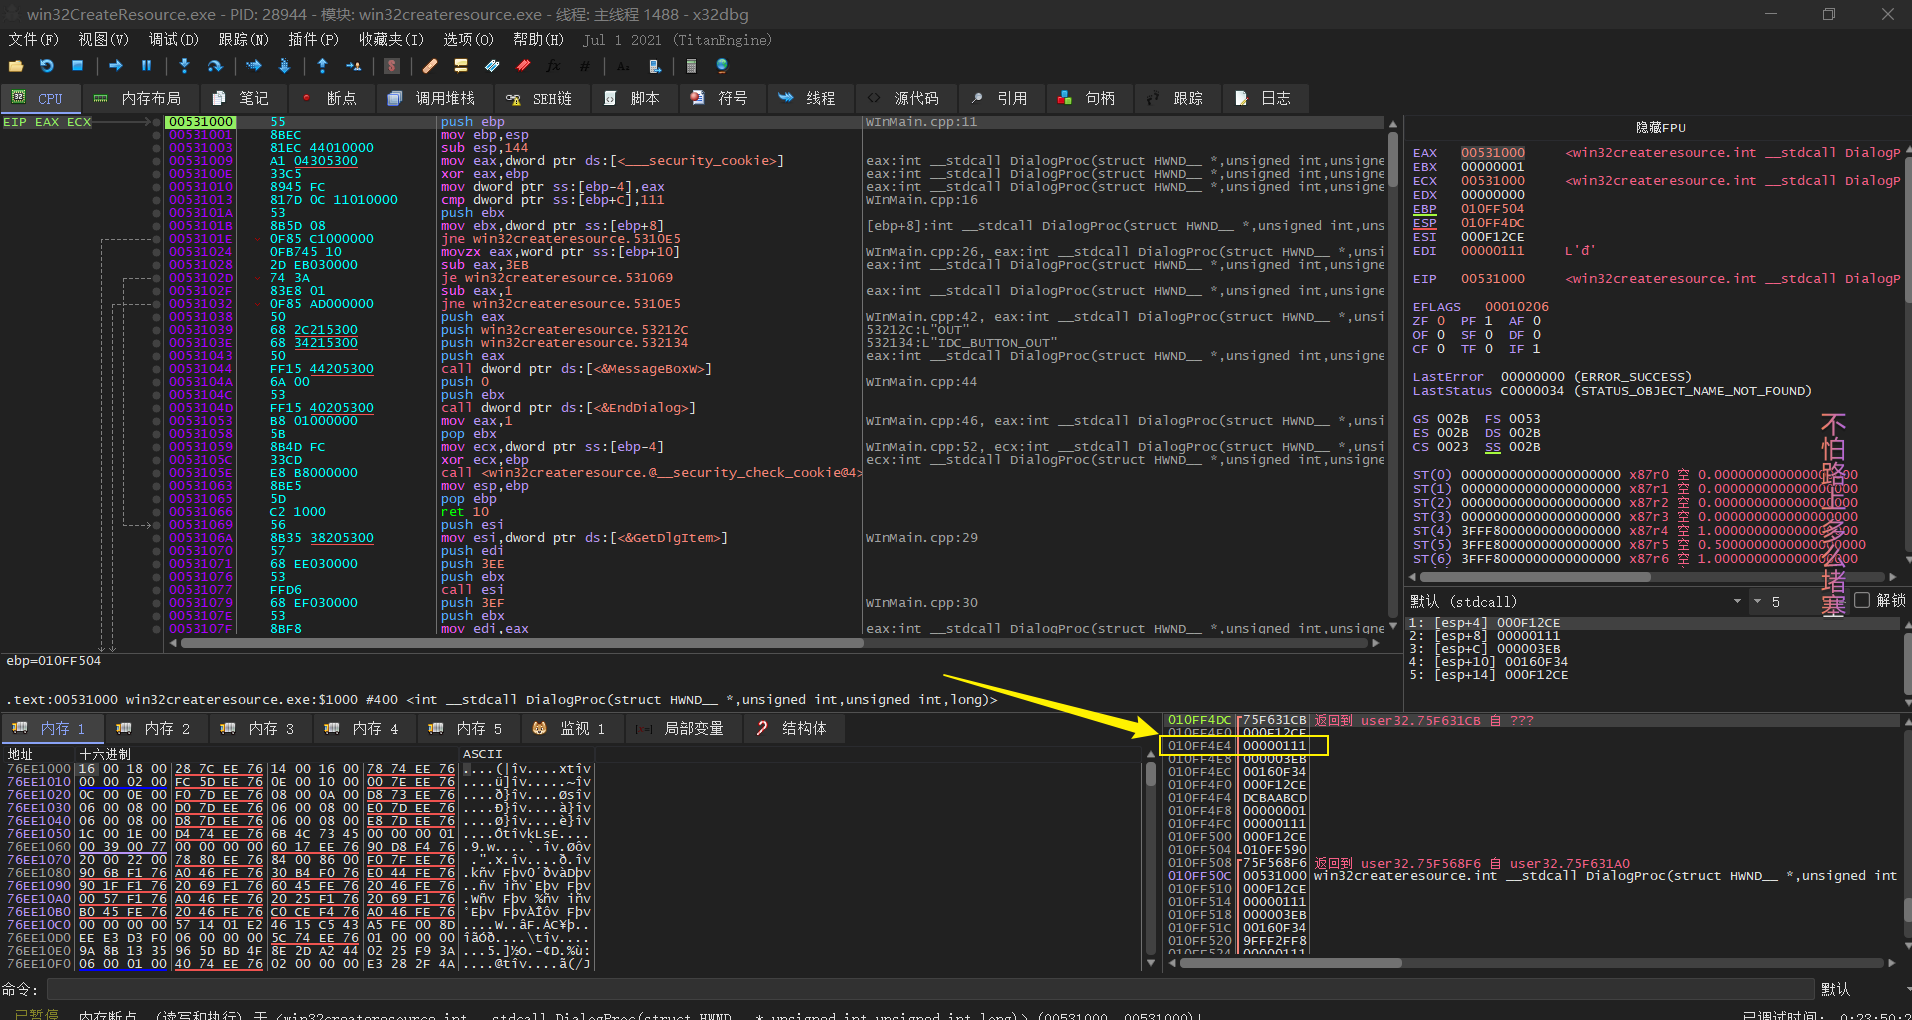 win32CreateResource.exe - PID: 28944 - 模块: win32createresource.exe - 线程: 主线程 1488 - x32dbg
文件(F) 视图(V) 调试(D) 跟踪(N) 插件(P) 收藏夹(I) 选项(O) 帮助(H) Jul 1 2021 (TitanEngine)
CPU 内存布局 笔记 断点 调用堆栈 SEH链 脚本 符号 线程 源代码 引用 句柄 跟踪 日志
EIP EAX ECX
00531000 55 push ebp WInMain.cpp:11
00531001 8BEC mov ebp,esp
00531003 81EC 44010000 sub esp,144
00531009 A1 04305300 mov eax,dword ptr ds:[<___security_cookie>] eax:int __stdcall DialogProc(struct HWND__ *,unsigned int,unsigne
0053100E 33C5 xor eax,ebp eax:int __stdcall DialogProc(struct HWND__ *,unsigned int,unsigne
00531010 8945 FC mov dword ptr ss:[ebp-4],eax eax:int __stdcall DialogProc(struct HWND__ *,unsigned int,unsigne
00531013 817D 0C 11010000 cmp dword ptr ss:[ebp+C],111 WInMain.cpp:16
0053101A 53 push ebx
0053101B 8B5D 08 mov ebx,dword ptr ss:[ebp+8] [ebp+8]:int __stdcall DialogProc(struct HWND__ *,unsigned int,uns
0053101E 0F85 C1000000 jne win32createresource.5310E5
00531024 0FB745 10 movzx eax,word ptr ss:[ebp+10] WInMain.cpp:26, eax:int __stdcall DialogProc(struct HWND__ *,unsi
00531028 2D EB030000 sub eax,3EB eax:int __stdcall DialogProc(struct HWND__ *,unsigned int,unsigne
0053102D 74 3A je win32createresource.531069
0053102F 83E8 01 sub eax,1 eax:int __stdcall DialogProc(struct HWND__ *,unsigned int,unsigne
00531032 0F85 AD000000 jne win32createresource.5310E5
00531038 50 push eax WInMain.cpp:42, eax:int __stdcall DialogProc(struct HWND__ *,unsi
00531039 68 2C215300 push win32createresource.53212C 53212C:L"OUT"
0053103E 68 34215300 push win32createresource.532134 532134:L"IDC_BUTTON_OUT"
00531043 50 push eax eax:int __stdcall DialogProc(struct HWND__ *,unsigned int,unsigne
00531044 FF15 44205300 call dword ptr ds:[<&MessageBoxW>]
0053104A 6A 00 push 0 WInMain.cpp:44
0053104C 53 push ebx
0053104D FF15 40205300 call dword ptr ds:[<&EndDialog>]
00531053 B8 01000000 mov eax,1 WInMain.cpp:46, eax:int __stdcall DialogProc(struct HWND__ *,unsi
00531058 5B pop ebx
00531059 8B4D FC mov ecx,dword ptr ss:[ebp-4] WInMain.cpp:52, ecx:int __stdcall DialogProc(struct HWND__ *,unsi
0053105C 33CD xor ecx,ebp ecx:int __stdcall DialogProc(struct HWND__ *,unsigned int,unsigne
0053105E E8 B8000000 call <win32createresource.@__security_check_cookie@4>
00531063 8BE5 mov esp,ebp
00531065 5D pop ebp
00531066 C2 1000 ret 10
00531069 56 push esi
0053106A 8B35 38205300 mov esi,dword ptr ds:[<&GetDlgItem>] WInMain.cpp:29
00531070 57 push edi
00531071 68 EE030000 push 3EE
00531076 53 push ebx
00531077 FFD6 call esi
00531079 68 EF030000 push 3EF WInMain.cpp:30
0053107E 53 push ebx
0053107F 8BF8 mov edi,eax eax:int __stdcall DialogProc(struct HWND__ *,unsigned int,unsigne
隐藏FPU
EAX 00531000 <win32createresource.int __stdcall DialogP
EBX 00000001
ECX 00531000 <win32createresource.int __stdcall DialogP
EDX 00000000
EBP 010FF504
ESP 010FF4DC
ESI 000F12CE
EDI 00000111 L'đ'
EIP 00531000 <win32createresource.int __stdcall DialogP
EFLAGS 00010206
ZF 0 PF 1 AF 0
OF 0 SF 0 DF 0
CF 0 TF 0 IF 1
LastError 00000000 (ERROR_SUCCESS)
LastStatus C0000034 (STATUS_OBJECT_NAME_NOT_FOUND)
GS 002B FS 0053
ES 002B DS 002B
CS 0023 SS 002B
ST(0) 00000000000000000000 x87r0 空 0.000000000000000000
ST(1) 00000000000000000000 x87r1 空 0.000000000000000000
ST(2) 00000000000000000000 x87r2 空 0.000000000000000000
ST(3) 00000000000000000000 x87r3 空 0.000000000000000000
ST(4) 3FFF8000000000000000 x87r4 空 1.000000000000000000
ST(5) 3FFE8000000000000000 x87r5 空 0.5000000000000000000
ST(6) 3FFF8000000000000000 x87r6 空 1.000000000000000000
不怕路上多么堵塞
默认 (stdcall) 5 解锁
1: [esp+4] 000F12CE
2: [esp+8] 00000111
3: [esp+C] 000003EB
4: [esp+10] 00160F34
5: [esp+14] 000F12CE
ebp=010FF504
.text:00531000 win32createresource.exe:$1000 #400 <int __stdcall DialogProc(struct HWND__ *,unsigned int,unsigned int,long)>
内存 1 内存 2 内存 3 内存 4 内存 5 监视 1 局部变量 结构体
地址 十六进制 ASCII
76EE1000 16 00 18 00 28 7C EE 76 14 00 16 00 78 74 EE 76 ....(|îv....xtîv
76EE1010 00 00 02 00 FC 5D EE 76 0E 00 10 00 00 7E EE 76 ....ü]îv.....~îv
76EE1020 0C 00 0E 00 F0 7D EE 76 08 00 0A 00 D8 73 EE 76 ....ð}îv....Øsîv
76EE1030 06 00 08 00 D0 7D EE 76 06 00 08 00 E0 7D EE 76 ....Ð}îv....à}îv
76EE1040 06 00 08 00 D8 7D EE 76 06 00 08 00 E8 7D EE 76 ....Ø}îv....è}îv
76EE1050 1C 00 1E 00 D4 74 EE 76 6B 4C 73 45 00 00 00 01 ....ÔtîvkLsE....
76EE1060 00 39 00 77 00 00 00 00 60 17 EE 76 90 D8 F4 76 .9.w....`.îv.Øôv
76EE1070 20 00 22 00 78 80 EE 76 84 00 86 00 F0 7F EE 76 .".x.îv....ð.îv
76EE1080 90 6B F1 76 A0 46 FE 76 30 B4 F0 76 E0 44 FE 76 .kñv Fþv0´ðvàDþv
76EE1090 90 1F F1 76 20 69 F1 76 60 45 FE 76 20 46 FE 76 ..ñv iñv`Eþv Fþv
76EE10A0 00 57 F1 76 A0 46 FE 76 20 25 F1 76 20 69 F1 76 .Wñv Fþv %ñv iñv
76EE10B0 B0 45 FE 76 20 46 FE 76 C0 CE F4 76 A0 46 FE 76 °Eþv FþvÀÎôv Fþv
76EE10C0 00 00 00 00 57 14 01 E2 46 15 C5 43 A5 FE 00 8D ....W..âF.ÅC¥þ..
76EE10D0 EE E3 D3 F0 06 00 00 00 5C 74 EE 76 01 00 00 00 îãÓð....\tîv....
76EE10E0 9A 8B 13 35 96 5D BD 4F 8E 2D A2 44 02 25 F9 3A ...5.]½O.-¢D.%ù:
76EE10F0 06 00 01 00 40 74 EE 76 02 00 00 00 E3 28 2F 4A ....@tîv....ã(/J
010FF4DC 75F631CB 返回到 user32.75F631CB 自 ???
010FF4E0 000F12CE
010FF4E4 00000111
010FF4E8 000003EB
010FF4EC 00160F34
010FF4F0 000F12CE
010FF4F4 DCBAABCD
010FF4F8 00000001
010FF4FC 00000111
010FF500 000F12CE
010FF504 010FF590
010FF508 75F568F6 返回到 user32.75F568F6 自 user32.75F631A0
010FF50C 00531000 win32createresource.int __stdcall DialogProc(struct HWND__ *,unsigned int
010FF510 000F12CE
010FF514 00000111
010FF518 000003EB
010FF51C 00160F34
010FF520 9FFF2FF8
010FF524 00000111
命令: 默认
已暂停 内存断点 (读写和执行) 于 <win32createresource.int __stdcall DialogProc(struct HWND__ *,unsigned int,unsigned int,long)> (00531000, 00531000)!
已调试时间: 0:23:50:2